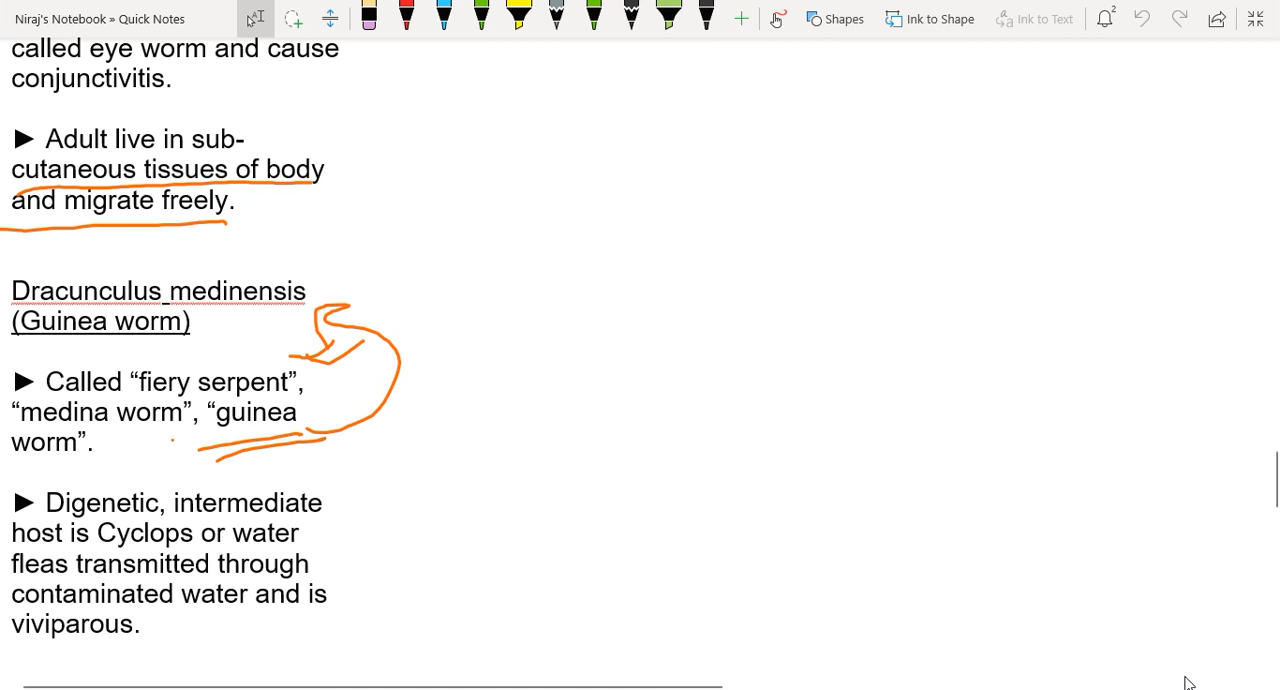 Niraj's Notebook » Quick Notes
Shapes
Ink to Shape
Ink to Text
2
called eye worm and cause
conjunctivitis.
► Adult live in sub-
cutaneous tissues of body
and migrate freely.
Dracunculus medinensis
(Guinea worm)
► Called “fiery serpent”,
“medina worm”, “guinea
worm”.
► Digenetic, intermediate
host is Cyclops or water
fleas transmitted through
contaminated water and is
viviparous.